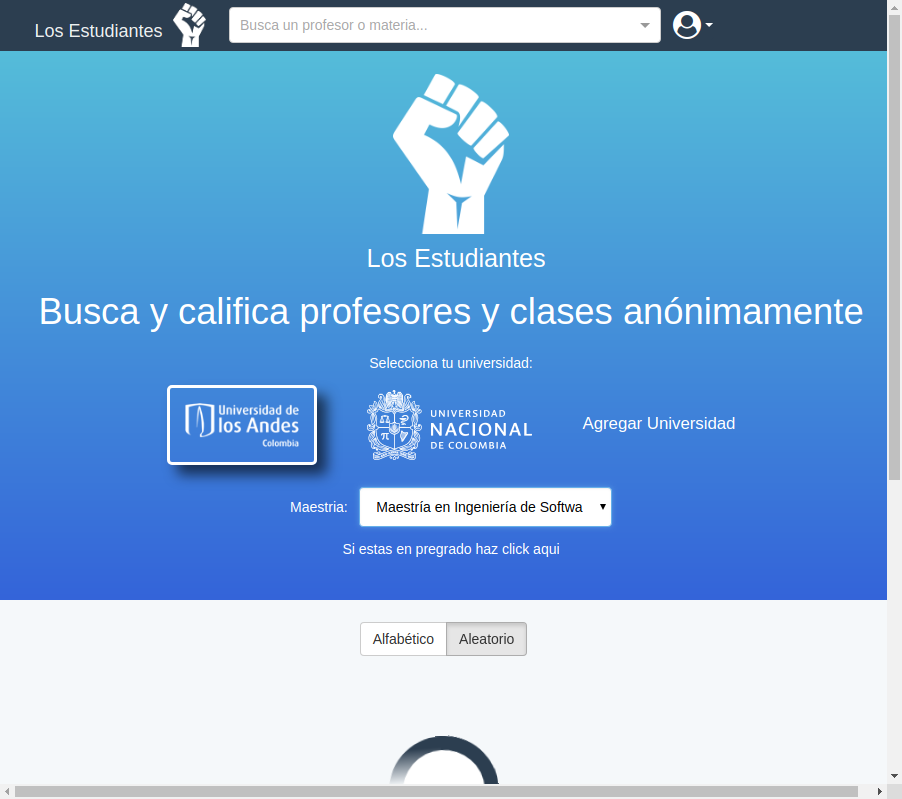 Los Estudiantes
Busca un profesor o materia...
Los Estudiantes
Busca y califica profesores y clases anónimamente
Selecciona tu universidad:
Universidad de
los Andes
Colombia
UNIVERSIDAD
NACIONAL
DE COLOMBIA
Agregar Universidad
Maestria:
Maestría en Ingeniería de Softwa
Si estas en pregrado haz click aqui
Alfabético
Aleatorio